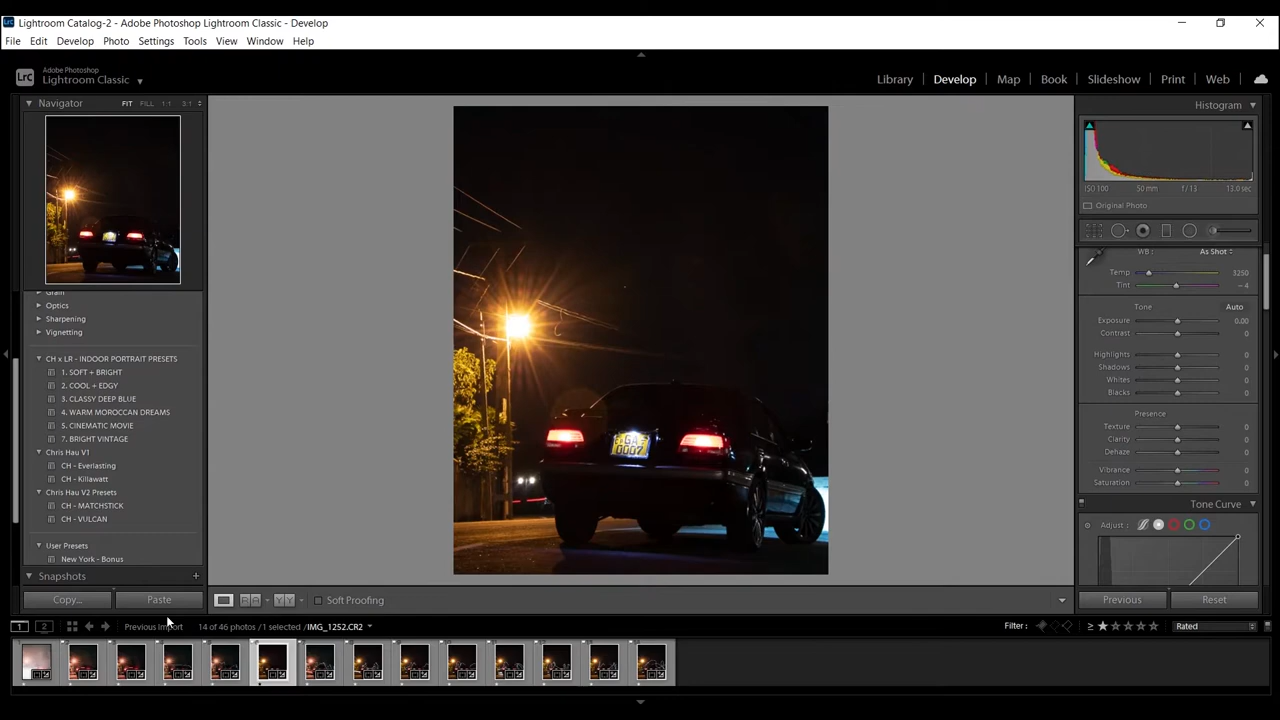 Lightroom Catalog-2 - Adobe Photoshop Lightroom Classic - Develop
File Edit Develop Photo Settings Tools View Window Help
Adobe Photoshop
Lightroom Classic
LrC
Library Develop Map Book Slideshow Print Web
Navigator FIT FILL 1:1 3:1
Grain
Optics
Sharpening
Vignetting
CH x LR - INDOOR PORTRAIT PRESETS
1. SOFT + BRIGHT
2. COOL + EDGY
3. CLASSY DEEP BLUE
4. WARM MOROCCAN DREAMS
5. CINEMATIC MOVIE
7. BRIGHT VINTAGE
Chris Hau V1
CH - Everlasting
CH - Killawatt
Chris Hau V2 Presets
CH - MATCHSTICK
CH - VULCAN
User Presets
New York - Bonus
Snapshots +
Copy... Paste
GA
0007
Soft Proofing
Histogram
ISO 100 50 mm f / 13 13.0 sec
Original Photo
WB: As Shot
Temp 3250
Tint – 4
Tone Auto
Exposure 0.00
Contrast 0
Highlights 0
Shadows 0
Whites 0
Blacks 0
Presence
Texture 0
Clarity 0
Dehaze 0
Vibrance 0
Saturation 0
Tone Curve
Adjust :
Previous Reset
1 2 Previous Import 14 of 46 photos /1 selected /IMG_1252.CR2
Filter : ≥ Rated